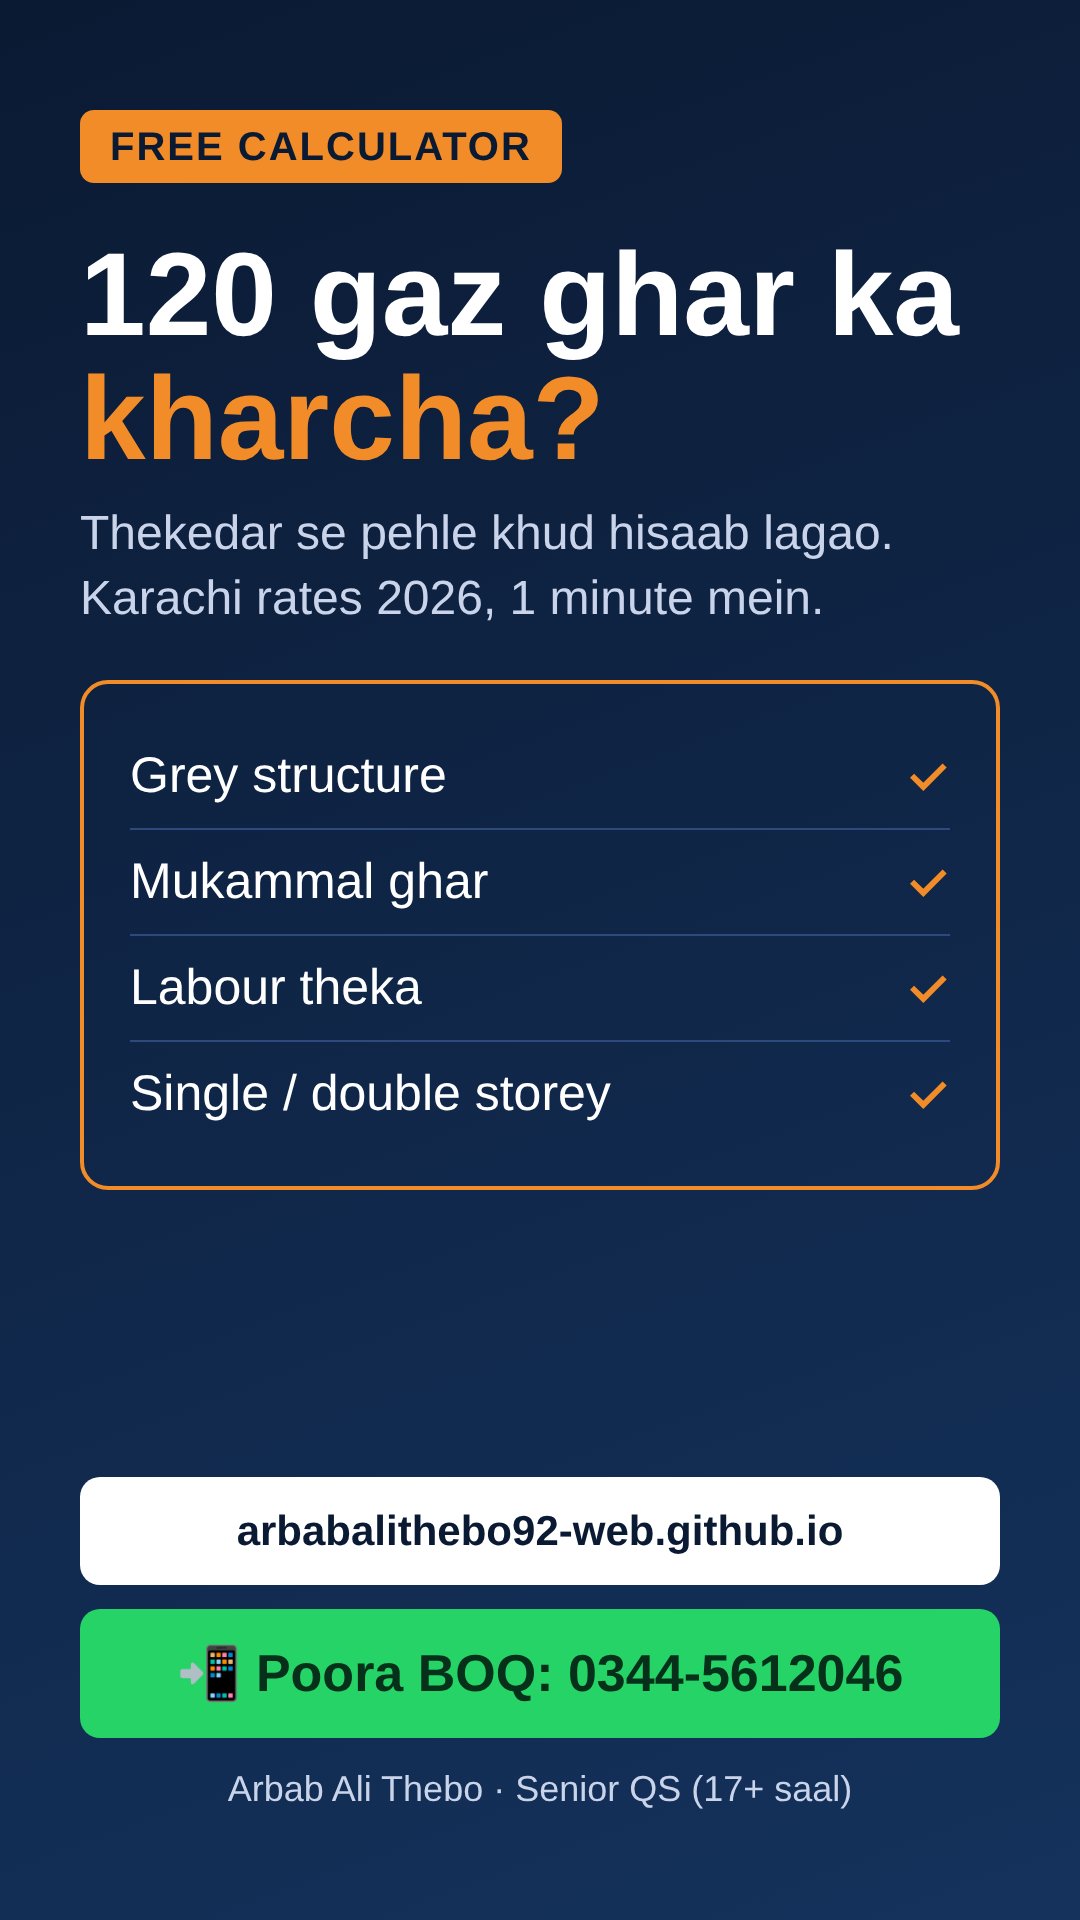 FREE CALCULATOR
120 gaz ghar ka
kharcha?
Thekedar se pehle khud hisaab lagao.
Karachi rates 2026, 1 minute mein.
Grey structure
Mukammal ghar
Labour theka
Single / double storey
arbabalithebo92-web.github.io
📲 Poora BOQ: 0344-5612046
Arbab Ali Thebo · Senior QS (17+ saal)